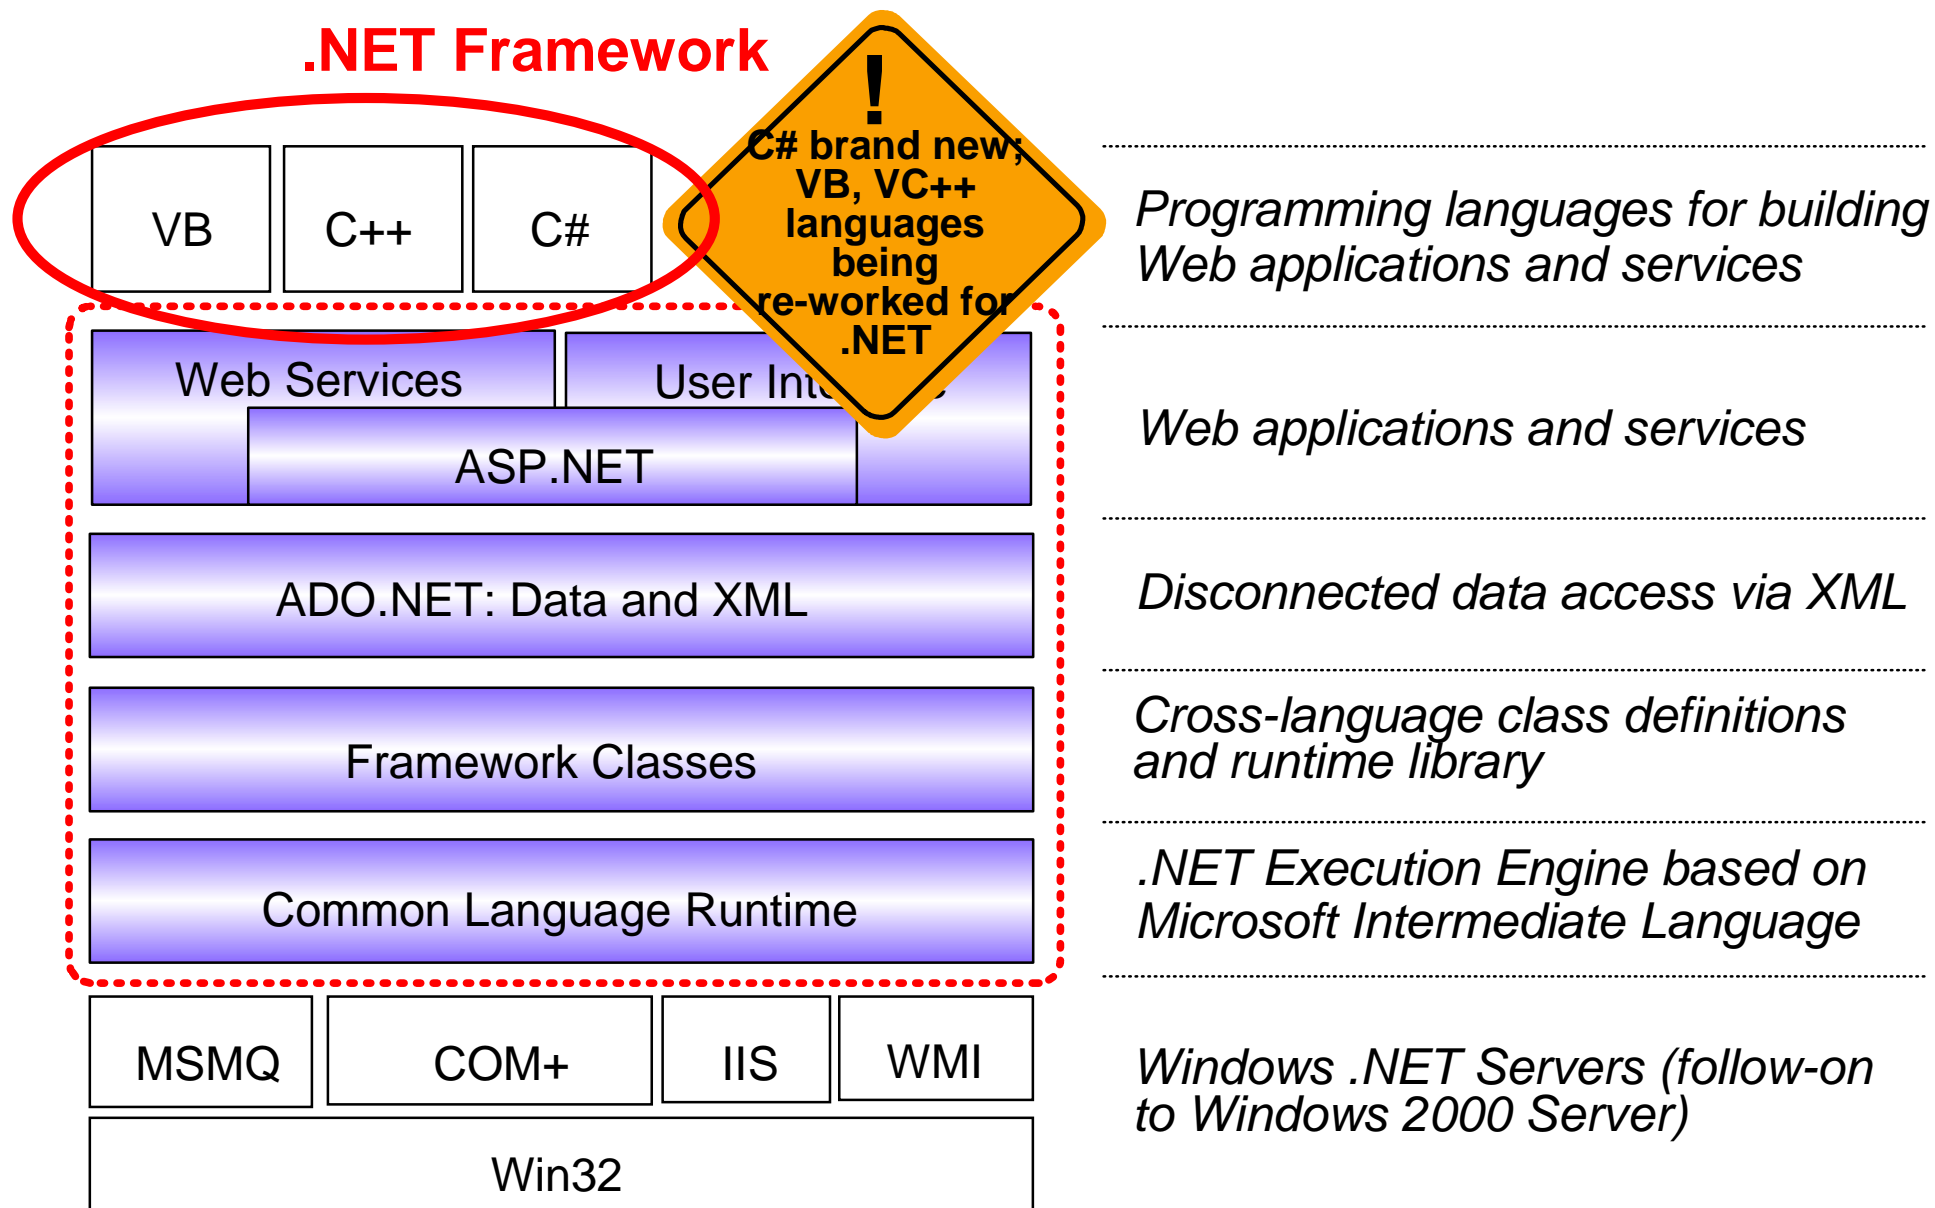 .NET Framework
!
C# brand new;
VB, VC++
languages
being
re-worked for
.NET
VB
C++
C#
Programming languages for building
Web applications and services
Web Services
User
ASP.NET
Web applications and services
ADO.NET: Data and XML
Disconnected data access via XML
Framework Classes
Cross-language class definitions
and runtime library
Common Language Runtime
.NET Execution Engine based on
Microsoft Intermediate Language
MSMQ
COM+
IIS
WMI
Windows .NET Servers (follow-on
to Windows 2000 Server)
Win32